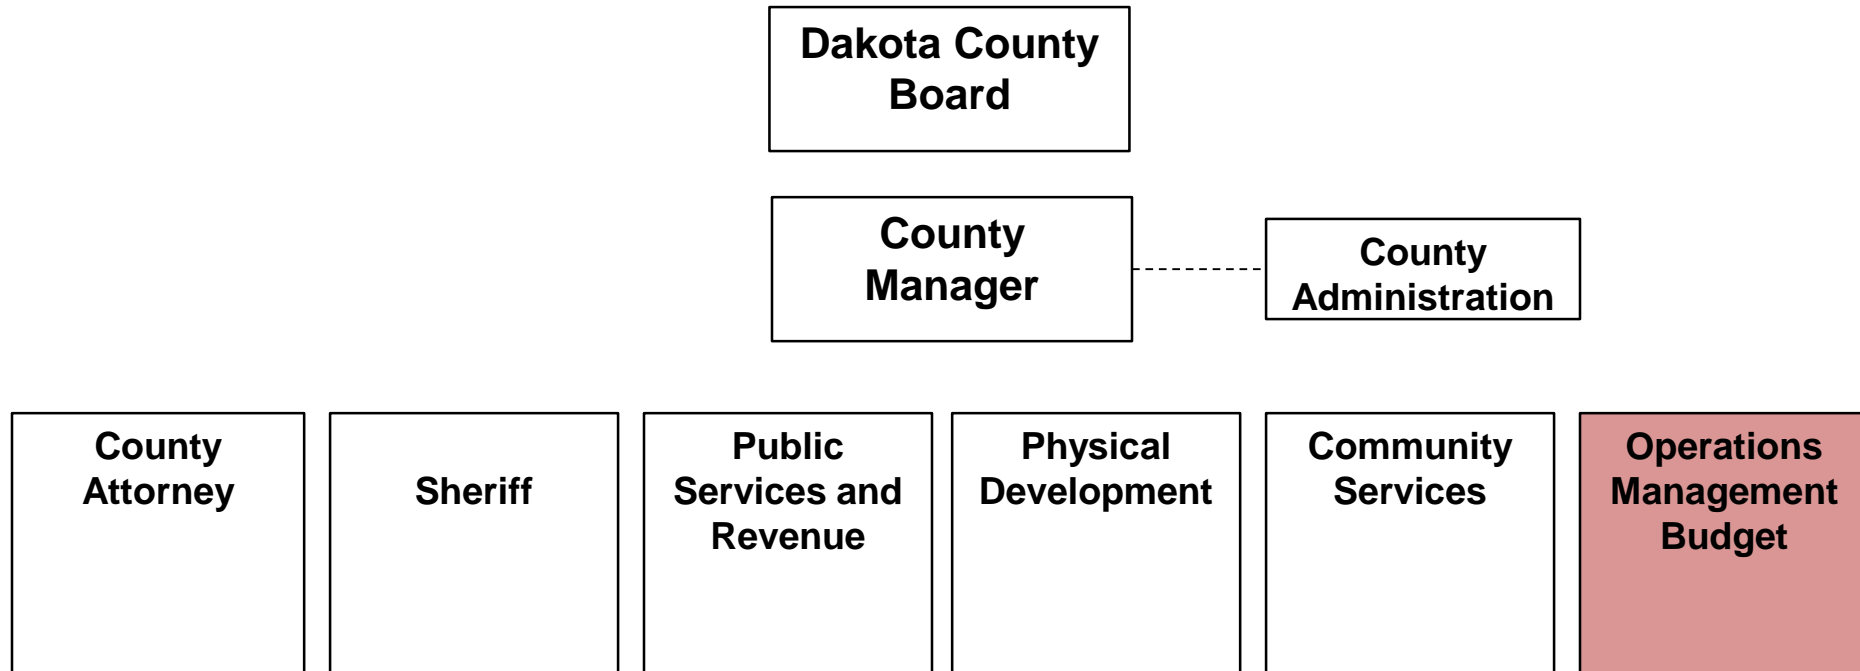 Dakota County
Board
County
Manager
County
Administration
County
Attorney
Sheriff
Public
Services and
Revenue
Physical
Development
Community
Services
Operations
Management
Budget